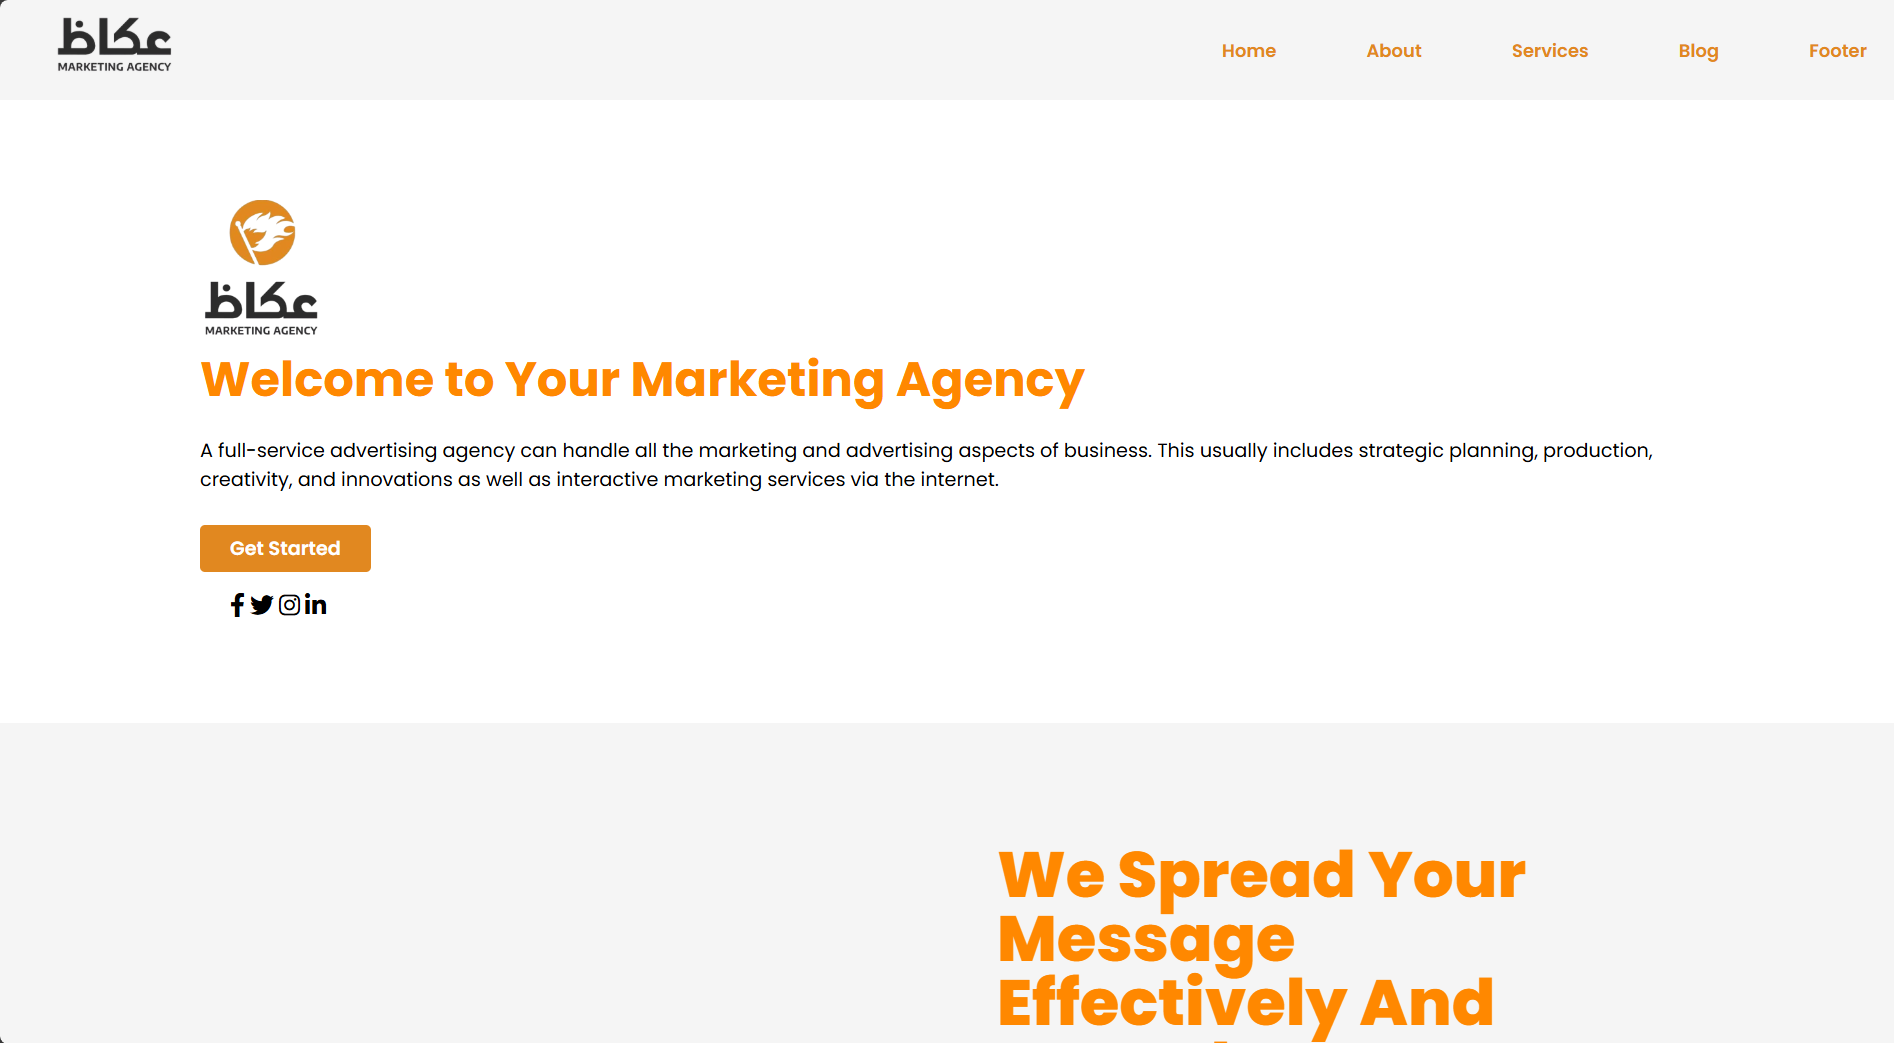 عكاظ
MARKETING AGENCY
Home About Services Blog Footer
عكاظ
MARKETING AGENCY
Welcome to Your Marketing Agency
A full-service advertising agency can handle all the marketing and advertising aspects of business. This usually includes strategic planning, production,
creativity, and innovations as well as interactive marketing services via the internet.
Get Started
We Spread Your
Message
Effectively And